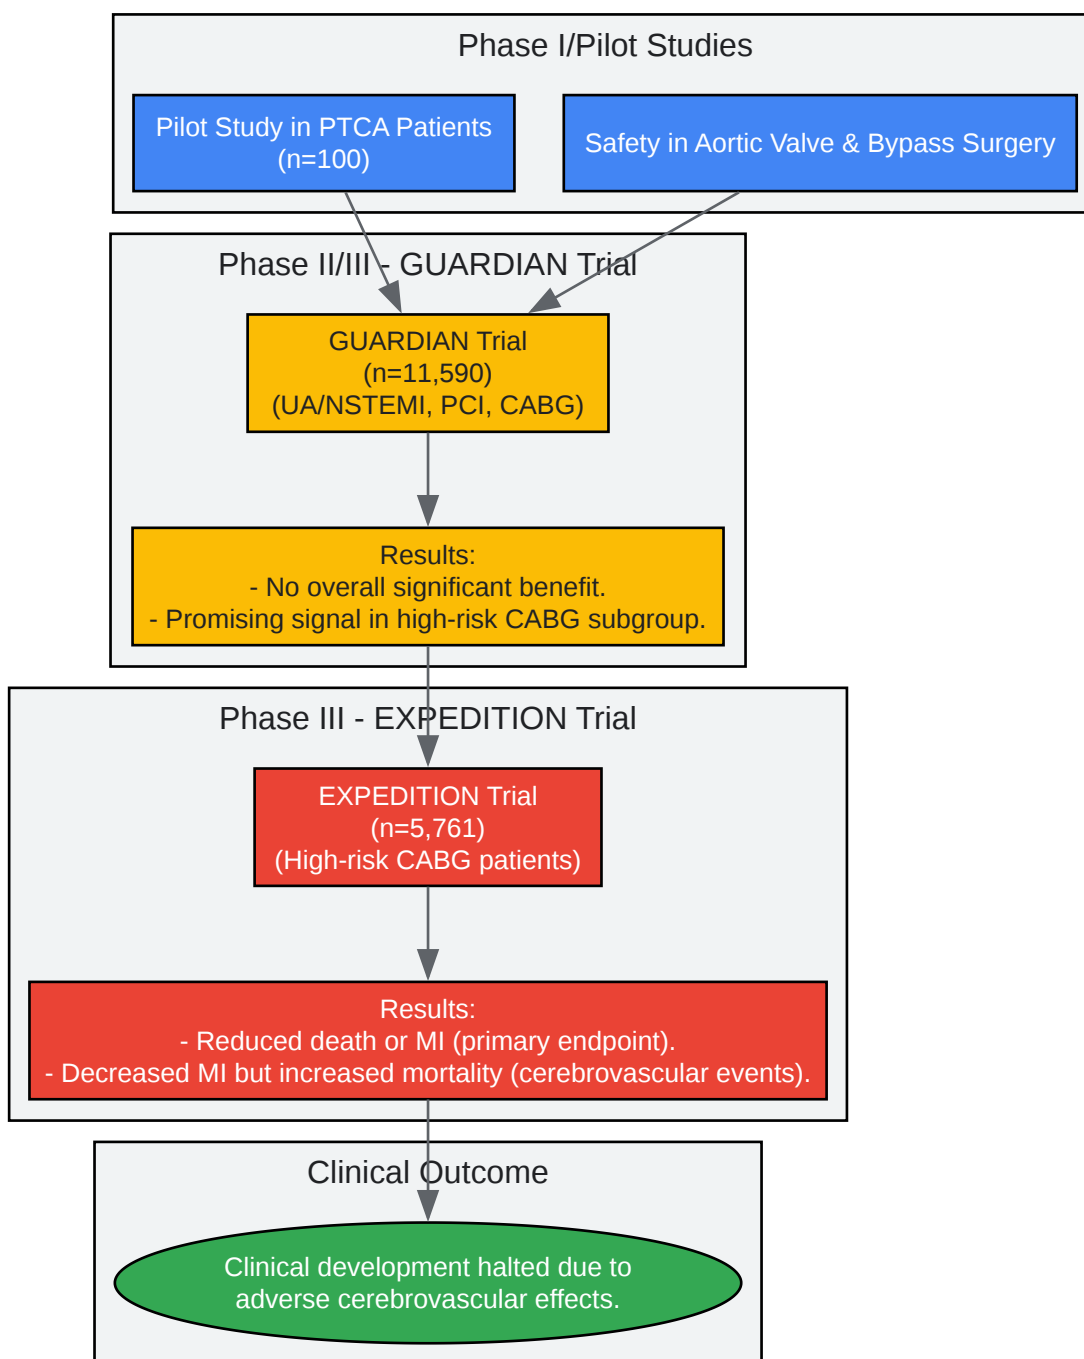 Phase I/Pilot Studies
Pilot Study in PTCA Patients
(n=100)
Safety in Aortic Valve & Bypass Surgery
Phase II/III - GUARDIAN Trial
GUARDIAN Trial
(n=11,590)
(UA/NSTEMI, PCI, CABG)
Results:
- No overall significant benefit.
- Promising signal in high-risk CABG subgroup.
Phase III - EXPEDITION Trial
EXPEDITION Trial
(n=5,761)
(High-risk CABG patients)
Results:
- Reduced death or MI (primary endpoint).
- Decreased MI but increased mortality (cerebrovascular events).
Clinical Outcome
Clinical development halted due to
adverse cerebrovascular effects.